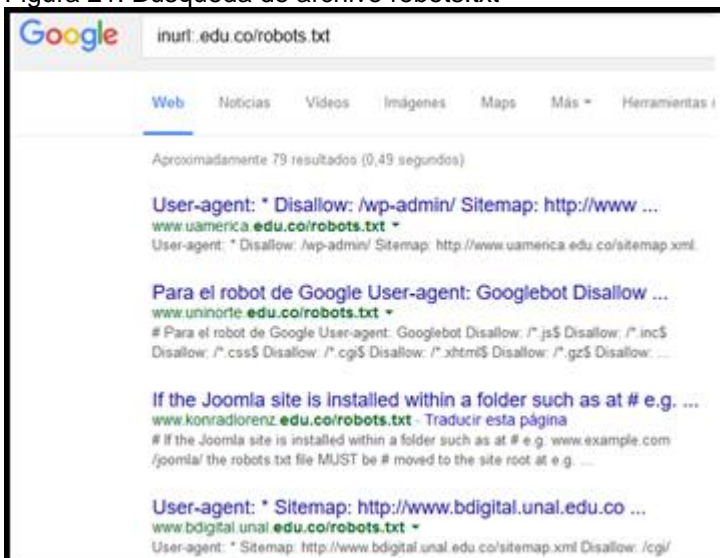 Figura 21. Búsqueda de archivo robots.txt
Google
inurl:.edu.co/robots.txt
Web Noticias Vídeos Imágenes Maps Más Herramientas
Aproximadamente 79 resultados (0,49 segundos)
User-agent: * Disallow: /wp-admin/ Sitemap: http://www ...
www.uamerica.edu.co/robots.txt
User-agent: * Disallow: /wp-admin/ Sitemap: http://www.uamerica.edu.co/sitemap.xml.
Para el robot de Google User-agent: Googlebot Disallow ...
www.uninorte.edu.co/robots.txt
# Para el robot de Google User-agent: Googlebot Disallow: /*.js$ Disallow: /*.inc$
Disallow: /*.css$ Disallow: /*.cgi$ Disallow: /*.xhtml$ Disallow: /*.gz$ Disallow: ...
If the Joomla site is installed within a folder such as at # e.g. ...
www.konradlorenz.edu.co/robots.txt - Traducir esta página
# If the Joomla site is installed within a folder such as at # e.g. www.example.com
/joomla/ the robots.txt file MUST be # moved to the site root at e.g. ...
User-agent: * Sitemap: http://www.bdigital.unal.edu.co ...
www.bdigital.unal.edu.co/robots.txt
User-agent: * Sitemap: http://www.bdigital.unal.edu.co/sitemap.xml Disallow: /cgi/